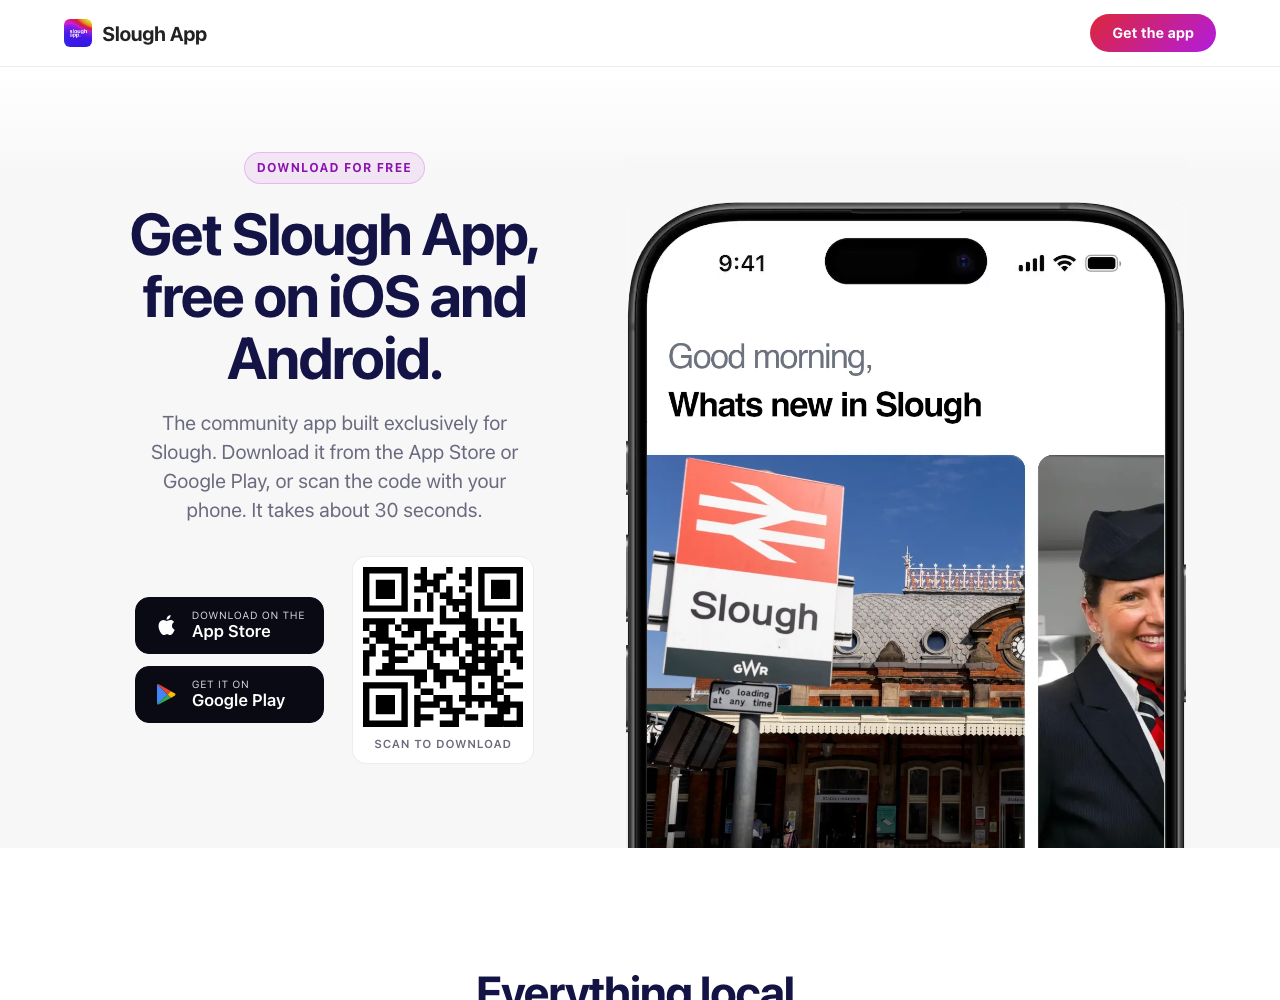 slough
app
Slough App
Get the app
DOWNLOAD FOR FREE
Get Slough App,
free on iOS and
Android.
The community app built exclusively for
Slough. Download it from the App Store or
Google Play, or scan the code with your
phone. It takes about 30 seconds.
DOWNLOAD ON THE
App Store
GET IT ON
Google Play
SCAN TO DOWNLOAD
9:41
Good morning,
Whats new in Slough
Slough
GWR
No loading
at any time
Everything local